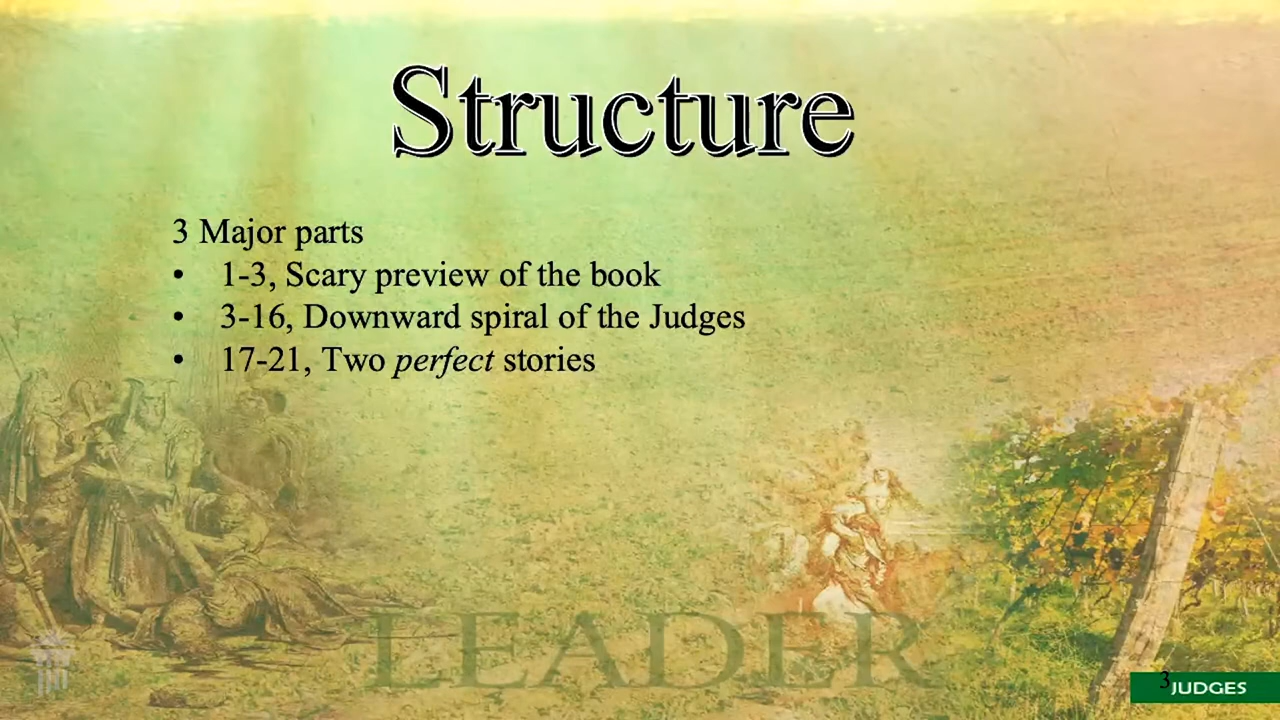 Structure
3 Major parts
• 1-3, Scary preview of the book
• 3-16, Downward spiral of the Judges
• 17-21, Two perfect stories
LEADER
3
JUDGES